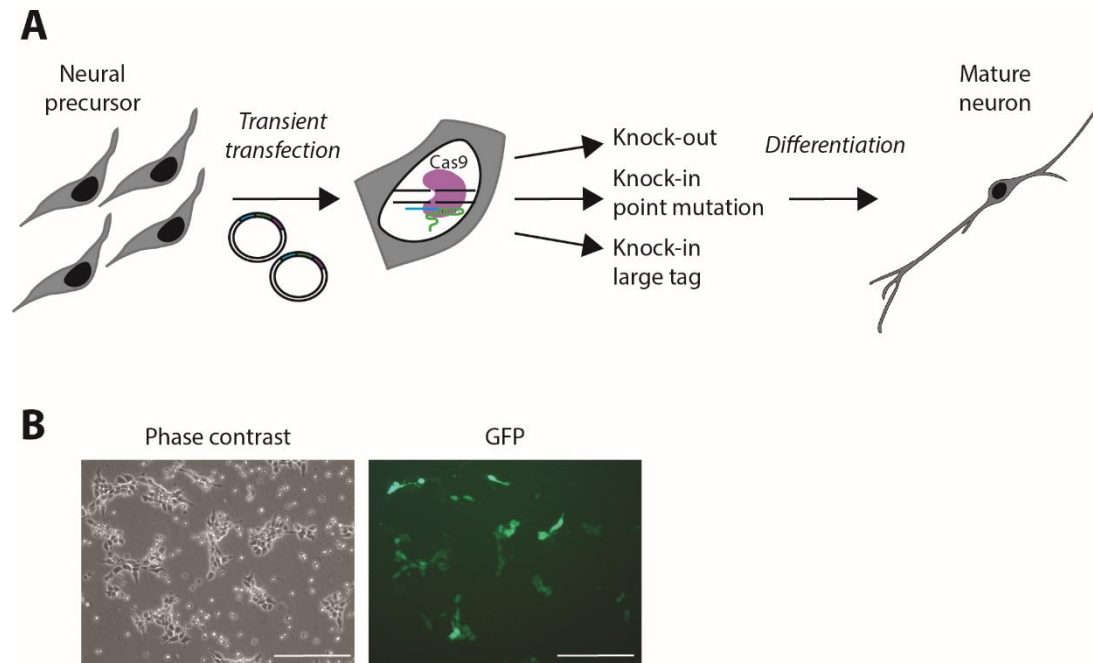 A
Neural
precursor
Transient
transfection
Cas9
Knock-out
Knock-in
point mutation
Knock-in
large tag
Differentiation
Mature
neuron
B
Phase contrast
GFP